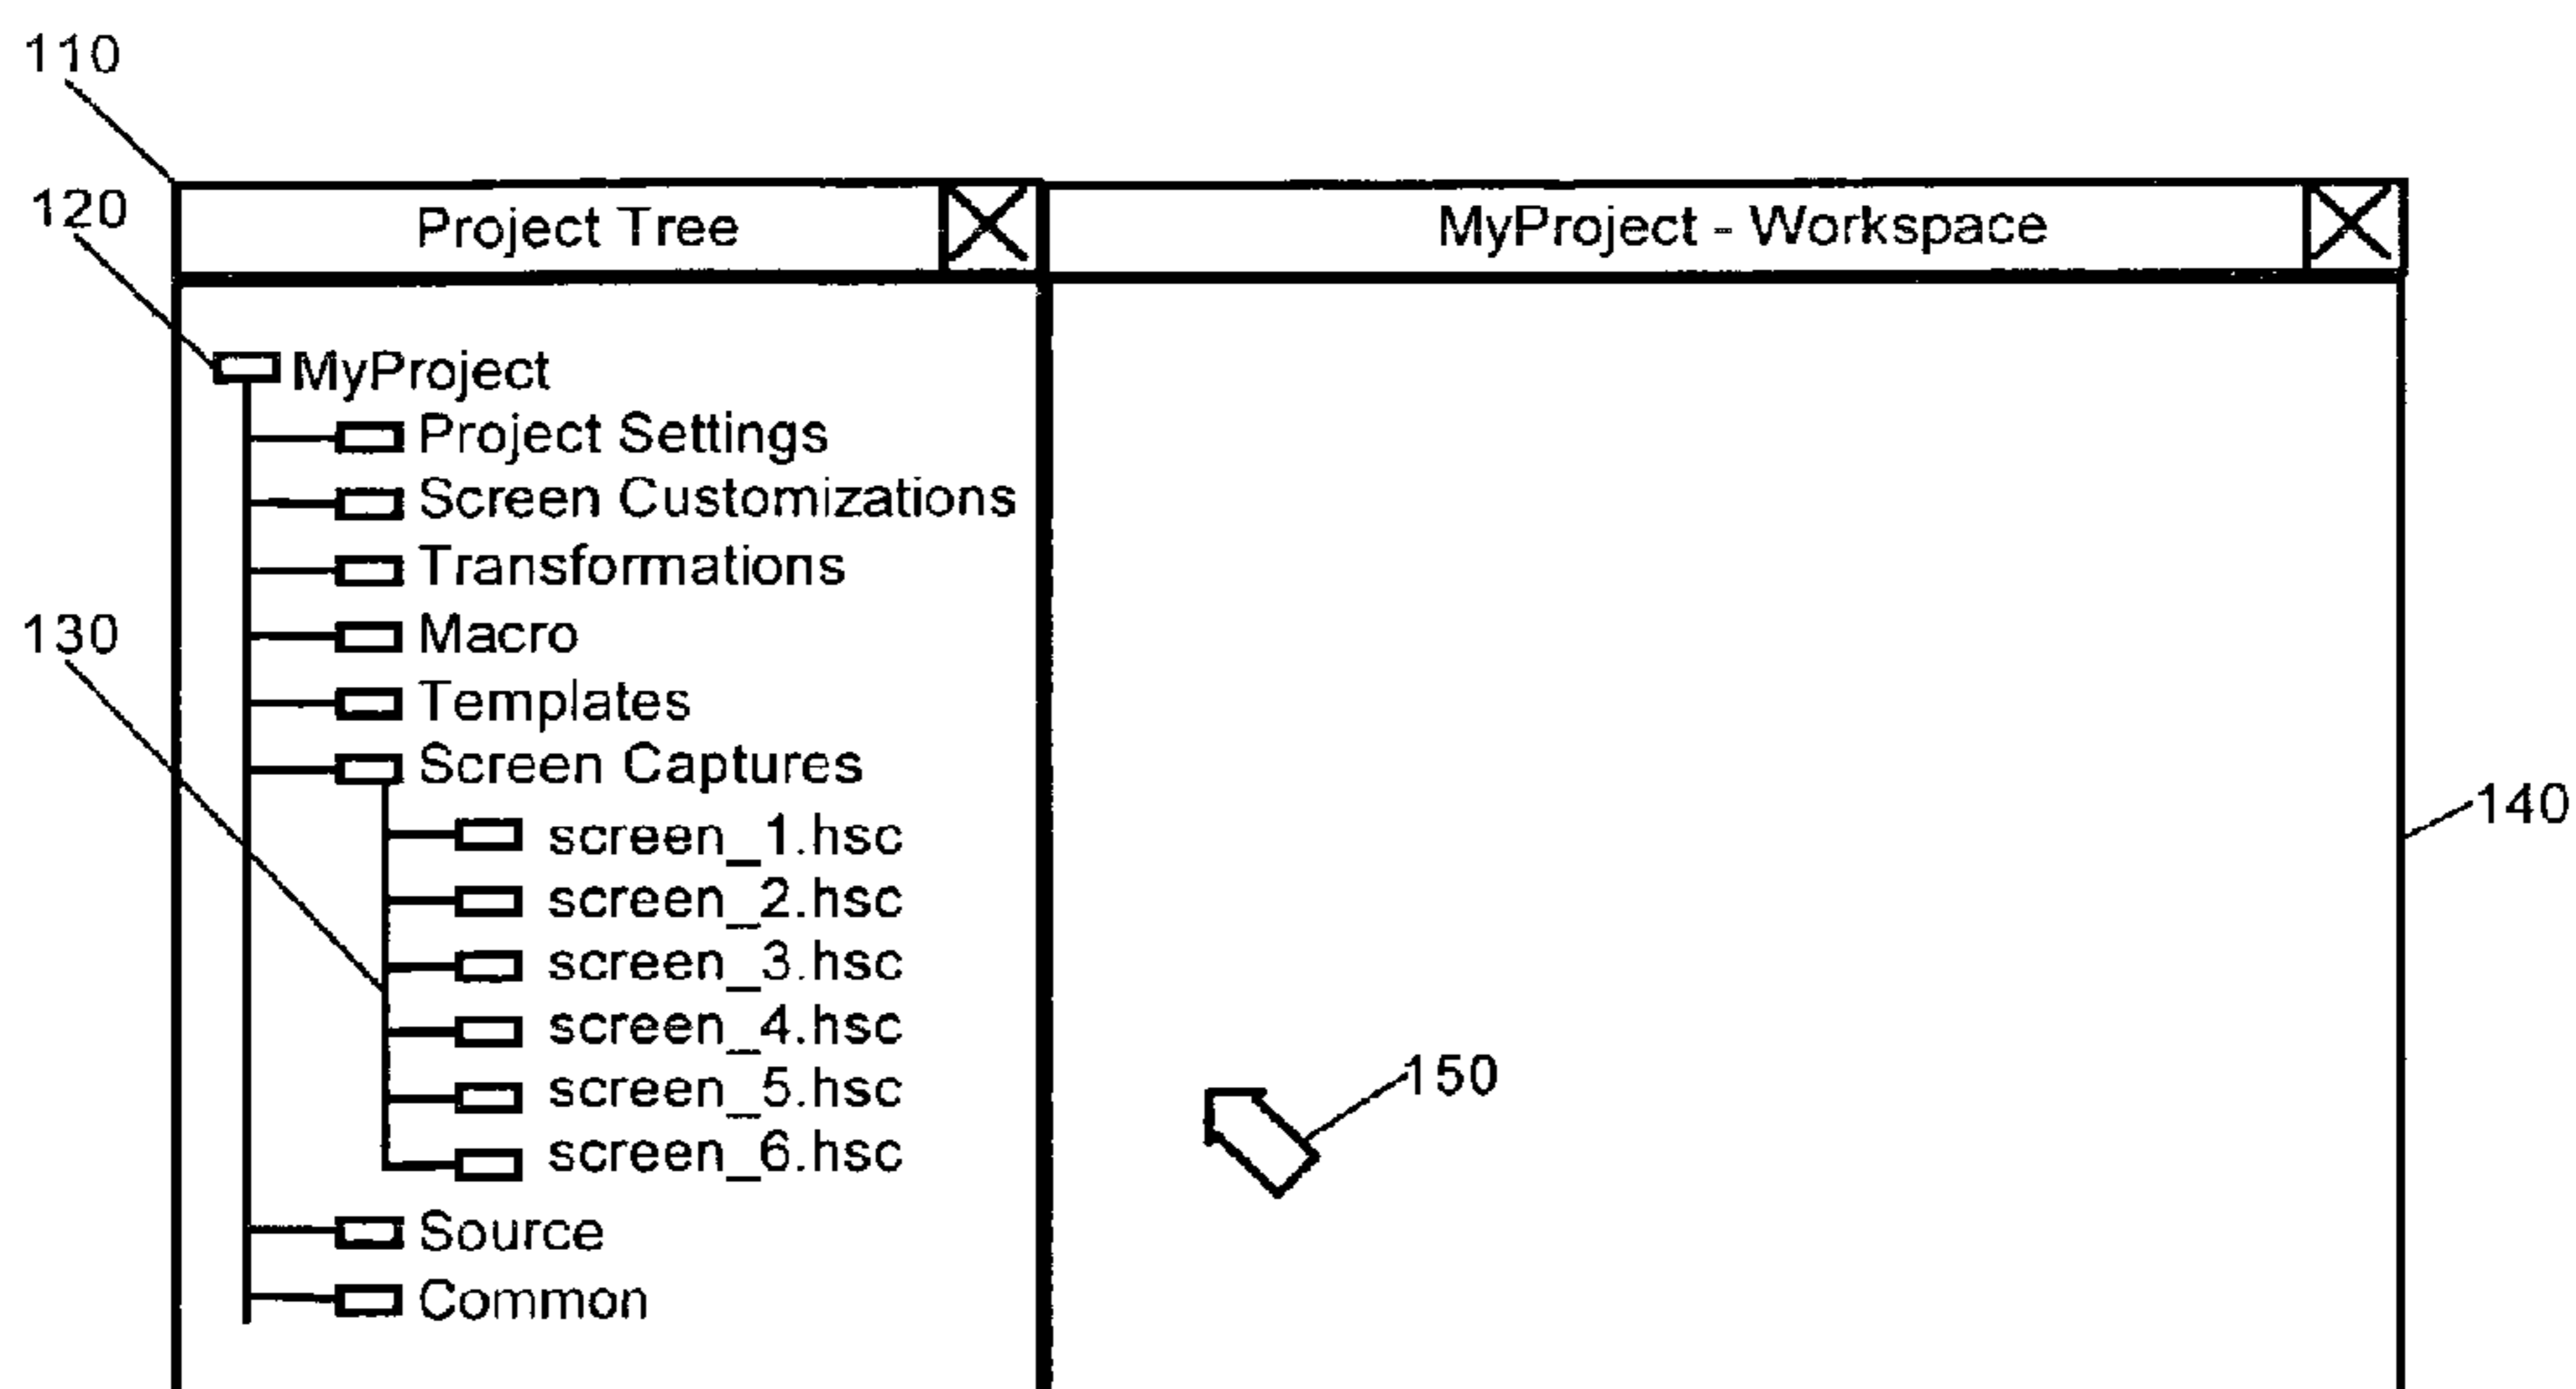 110
120
Project Tree
MyProject - Workspace
MyProject
Project Settings
Screen Customizations
Transformations
130
Macro
Templates
Screen Captures
140
screen_1.hsc
screen_2.hsc
screen_3.hsc
screen_4.hsc
150
screen_5.hsc
screen_6.hsc
Source
Common